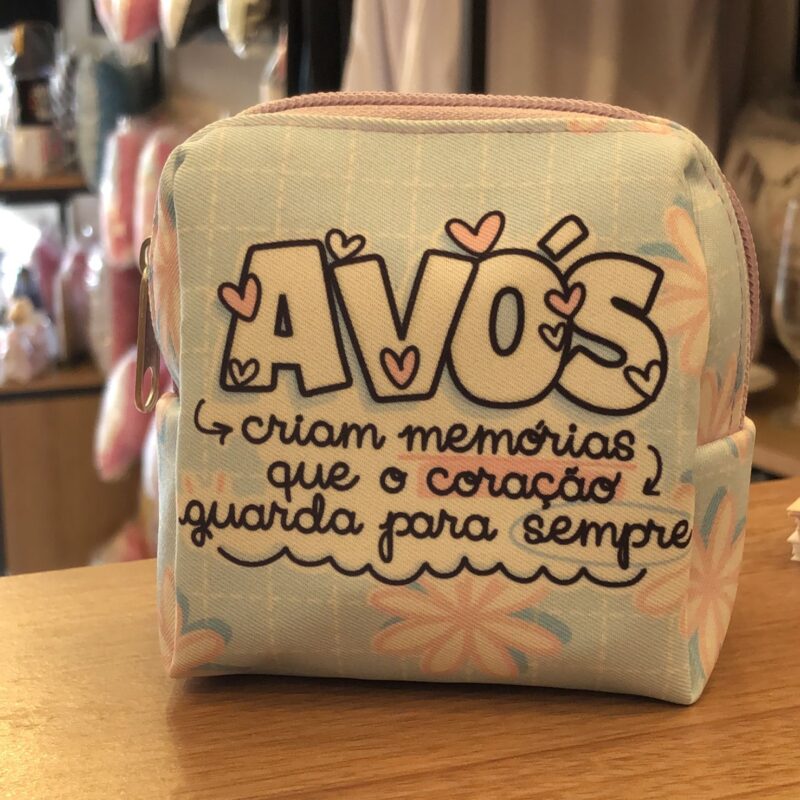 AVÓS
criam memórias
que o coração
guarda para sempre